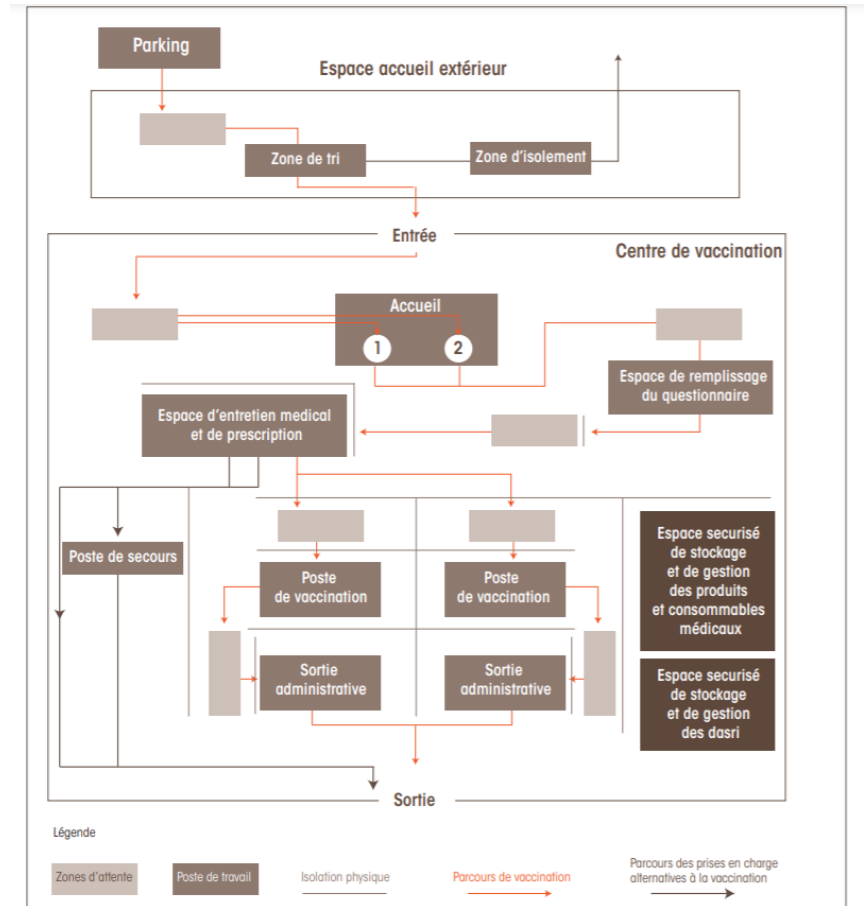 Parking
Espace accueil extérieur
Zone de tri
Zone d'isolement
Entrée
Centre de vaccination
Accueil
1
2
Espace de remplissage
du questionnaire
Espace d'entretien medical
et de prescription
Poste de secours
Poste
de vaccination
Poste
de vaccination
Espace securisé
de stockage
et de gestion
des produits
et consommables
médicaux
Sortie
administrative
Sortie
administrative
Espace securisé
de stockage
et de gestion
des dasri
Sortie
Légende
Zones d'attente
Poste de travail
Isolation physique
Parcours de vaccination
Parcours des prises en charge
alternatives à la vaccination